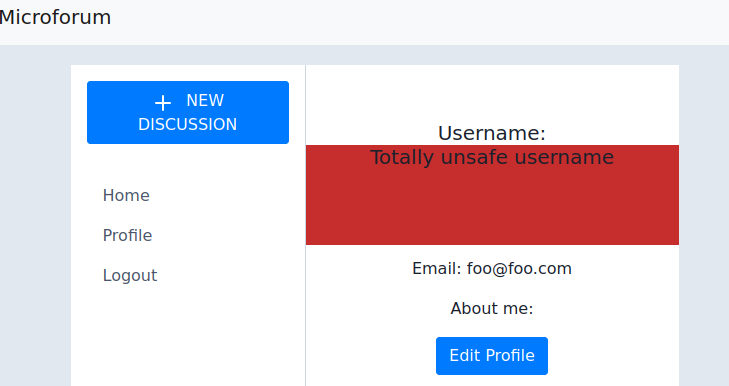 Microforum
NEW
DISCUSSION
Home
Profile
Logout
Username:
Totally unsafe username
Email: foo@foo.com
About me:
Edit Profile